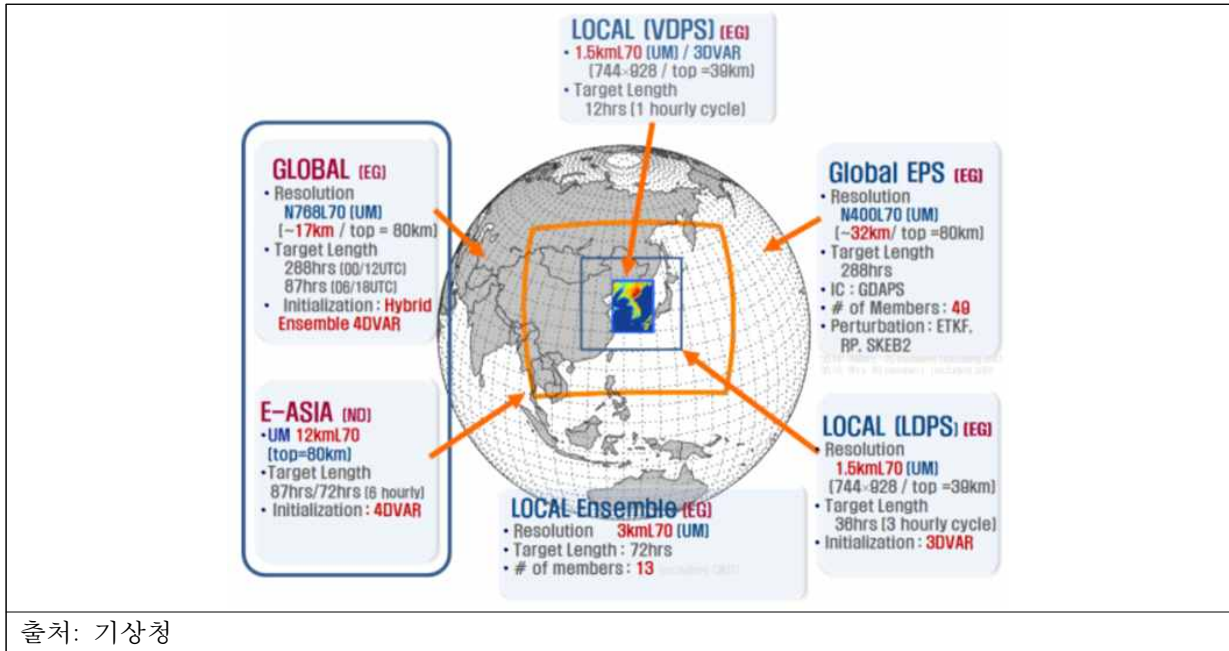 LOCAL (VDPS) (EG)
• 1.5kmL70 (UM) / 3DVAR
(744×928 / top =39km)
• Target Length
12hrs (1 hourly cycle)
GLOBAL (EG)
• Resolution
N768L70 (UM)
(~17km / top = 80km)
• Target Length
288hrs (00/12UTC)
87hrs (06/18UTC)
• Initialization : Hybrid
Ensemble 4DVAR
E-ASIA (ND)
•UM 12kmL70
(top=80km)
•Target Length
87hrs/72hrs (6 hourly)
• Initialization : 4DVAR
LOCAL Ensemble (EG)
• Resolution 3kmL70 (UM)
• Target Length : 72hrs
• # of members : 13
Global EPS (EG)
• Resolution
N400L70 (UM)
(~32km/ top =80km)
• Target Length
288hrs
• IC : GDAPS
• # of Members : 49
• Perturbation : ETKF,
RP, SKEB2
LOCAL (LDPS) (EG)
• Resolution
1.5kmL70 (UM)
(744×928 / top =39km)
• Target Length
36hrs (3 hourly cycle)
• Initialization : 3DVAR
출처: 기상청